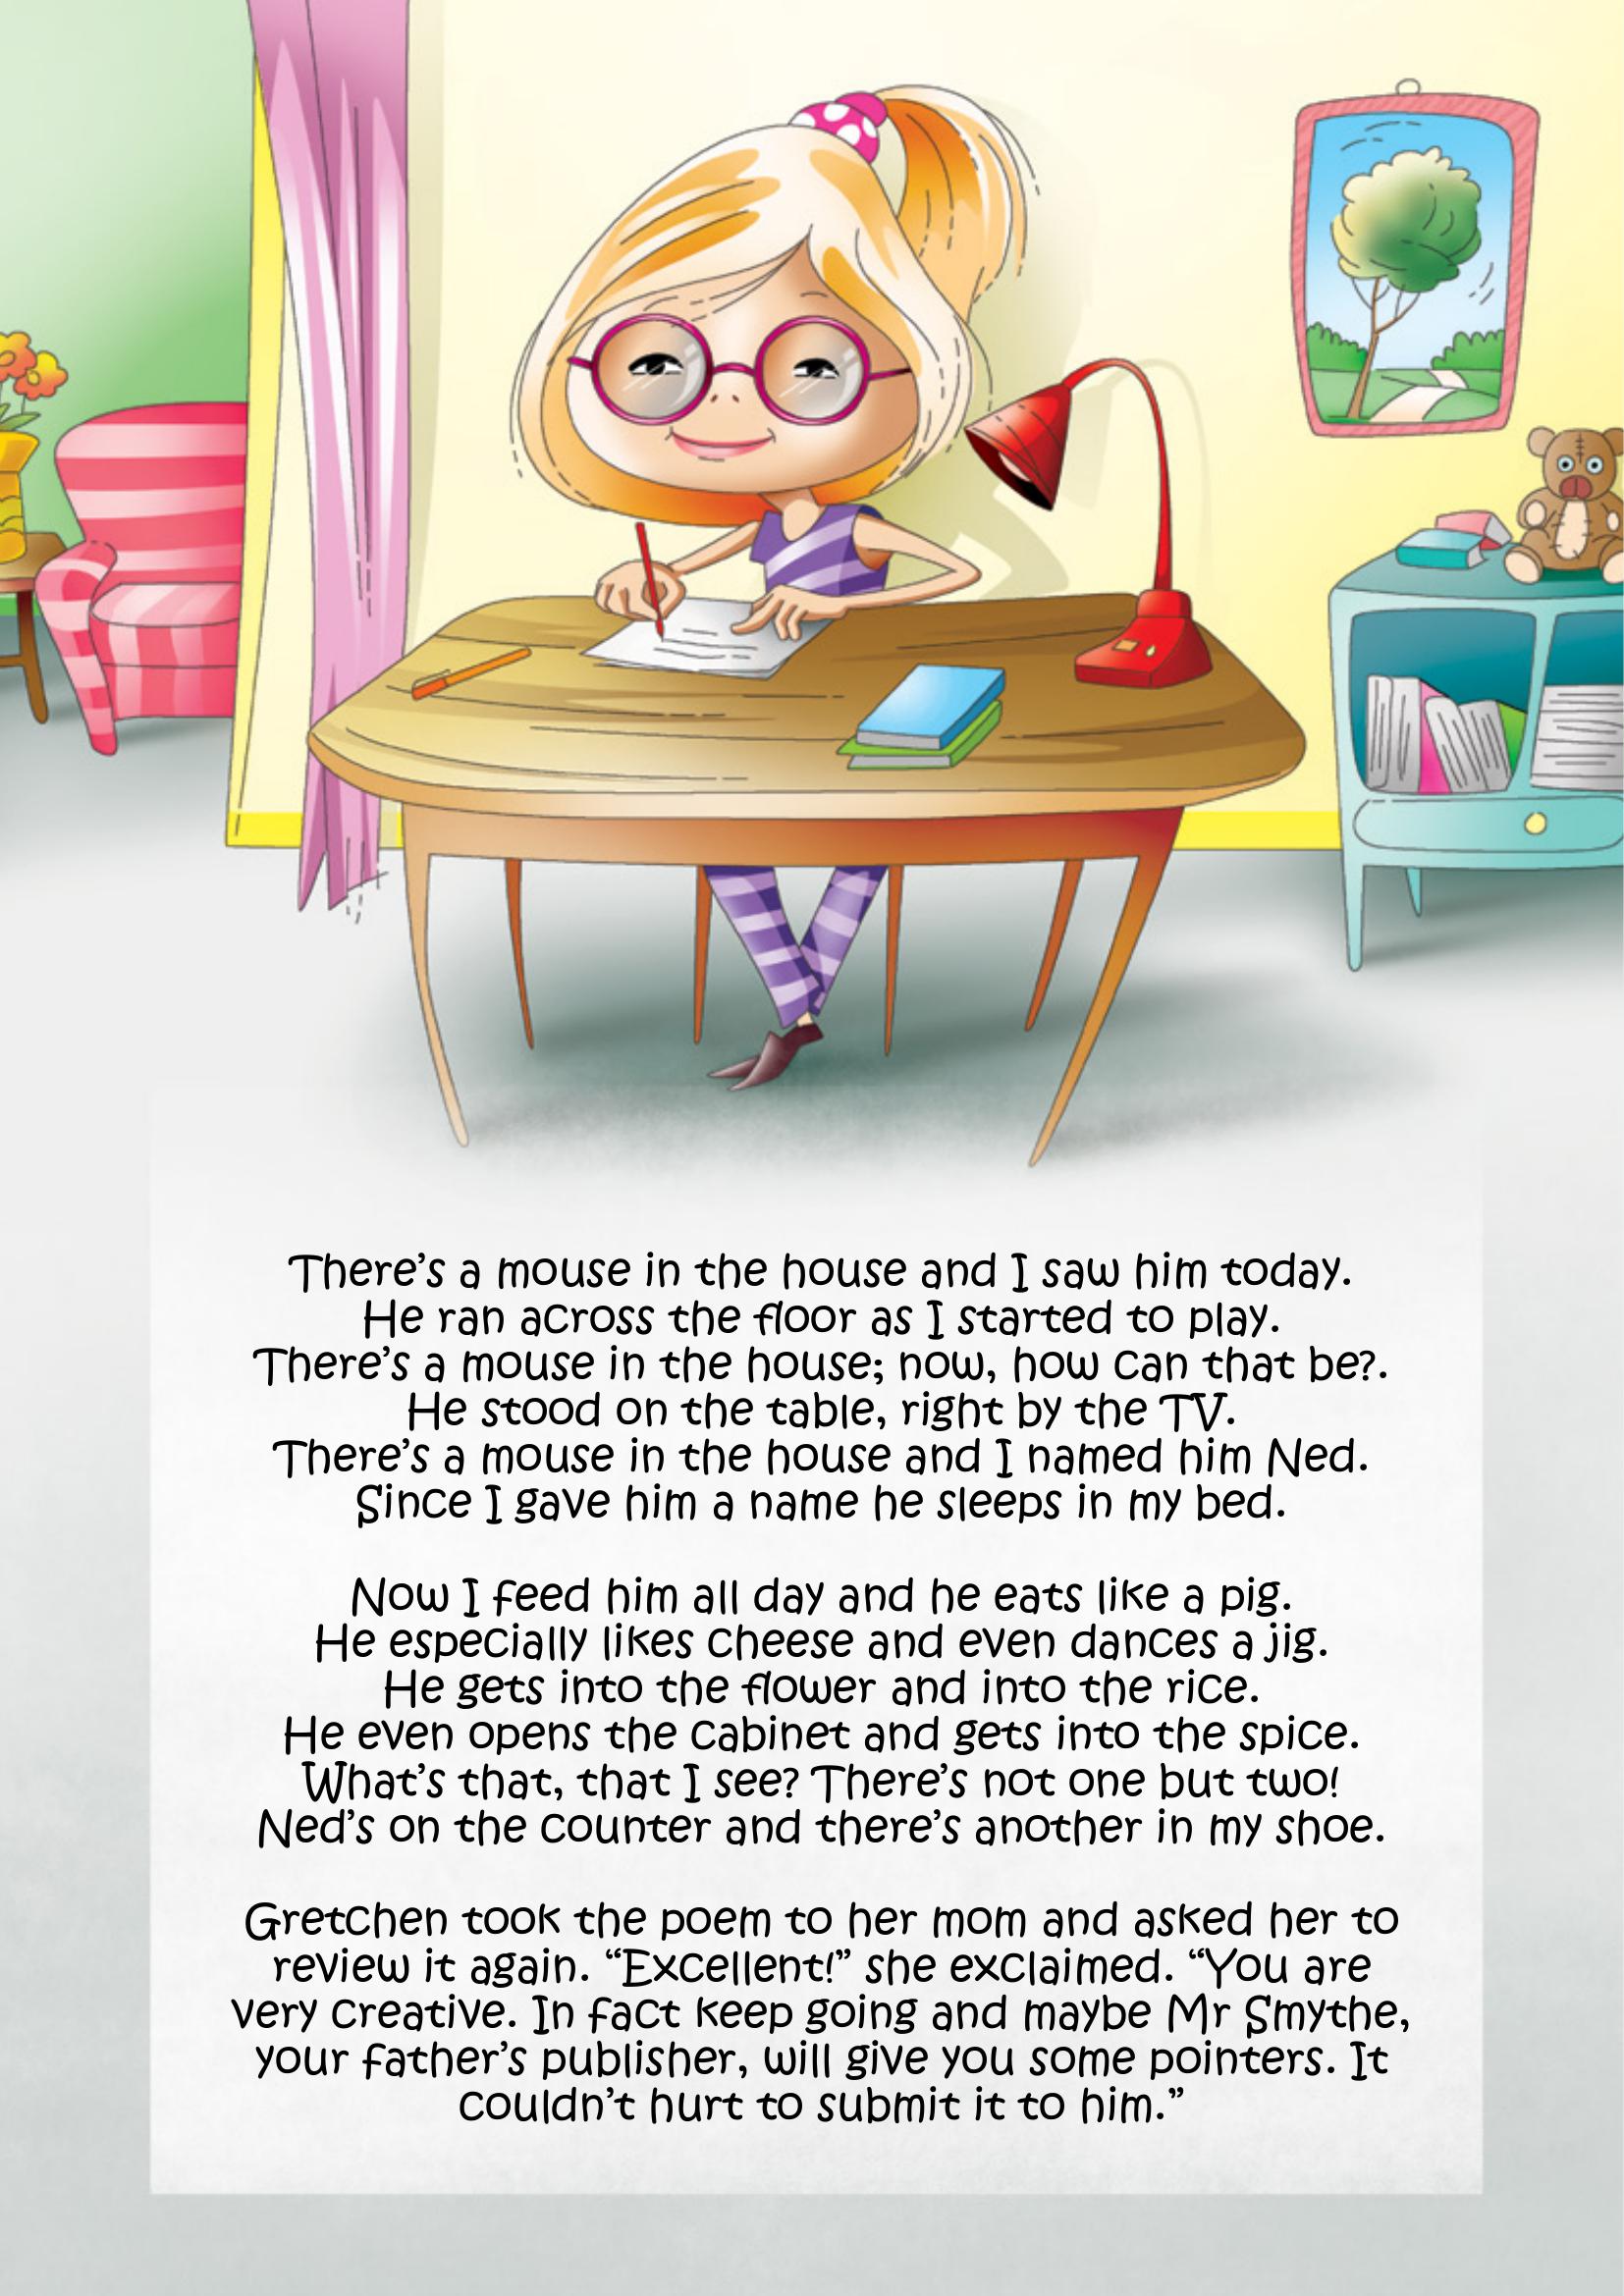 There’s a mouse in the house and I saw him today.
He ran across the floor as I started to play.
There’s a mouse in the house; now, how can that be?.
He stood on the table, right by the TV.
There’s a mouse in the house and I named him Ned.
Since I gave him a name he sleeps in my bed.
Now I feed him all day and he eats like a pig.
He especially likes cheese and even dances a jig.
He gets into the flower and into the rice.
He even opens the cabinet and gets into the spice.
What’s that, that I see? There’s not one but two!
Ned’s on the counter and there’s another in my shoe.
Gretchen took the poem to her mom and asked her to
review it again. “Excellent!” she exclaimed. “You are
very creative. In fact keep going and maybe Mr Smythe,
your father’s publisher, will give you some pointers. It
couldn’t hurt to submit it to him.”